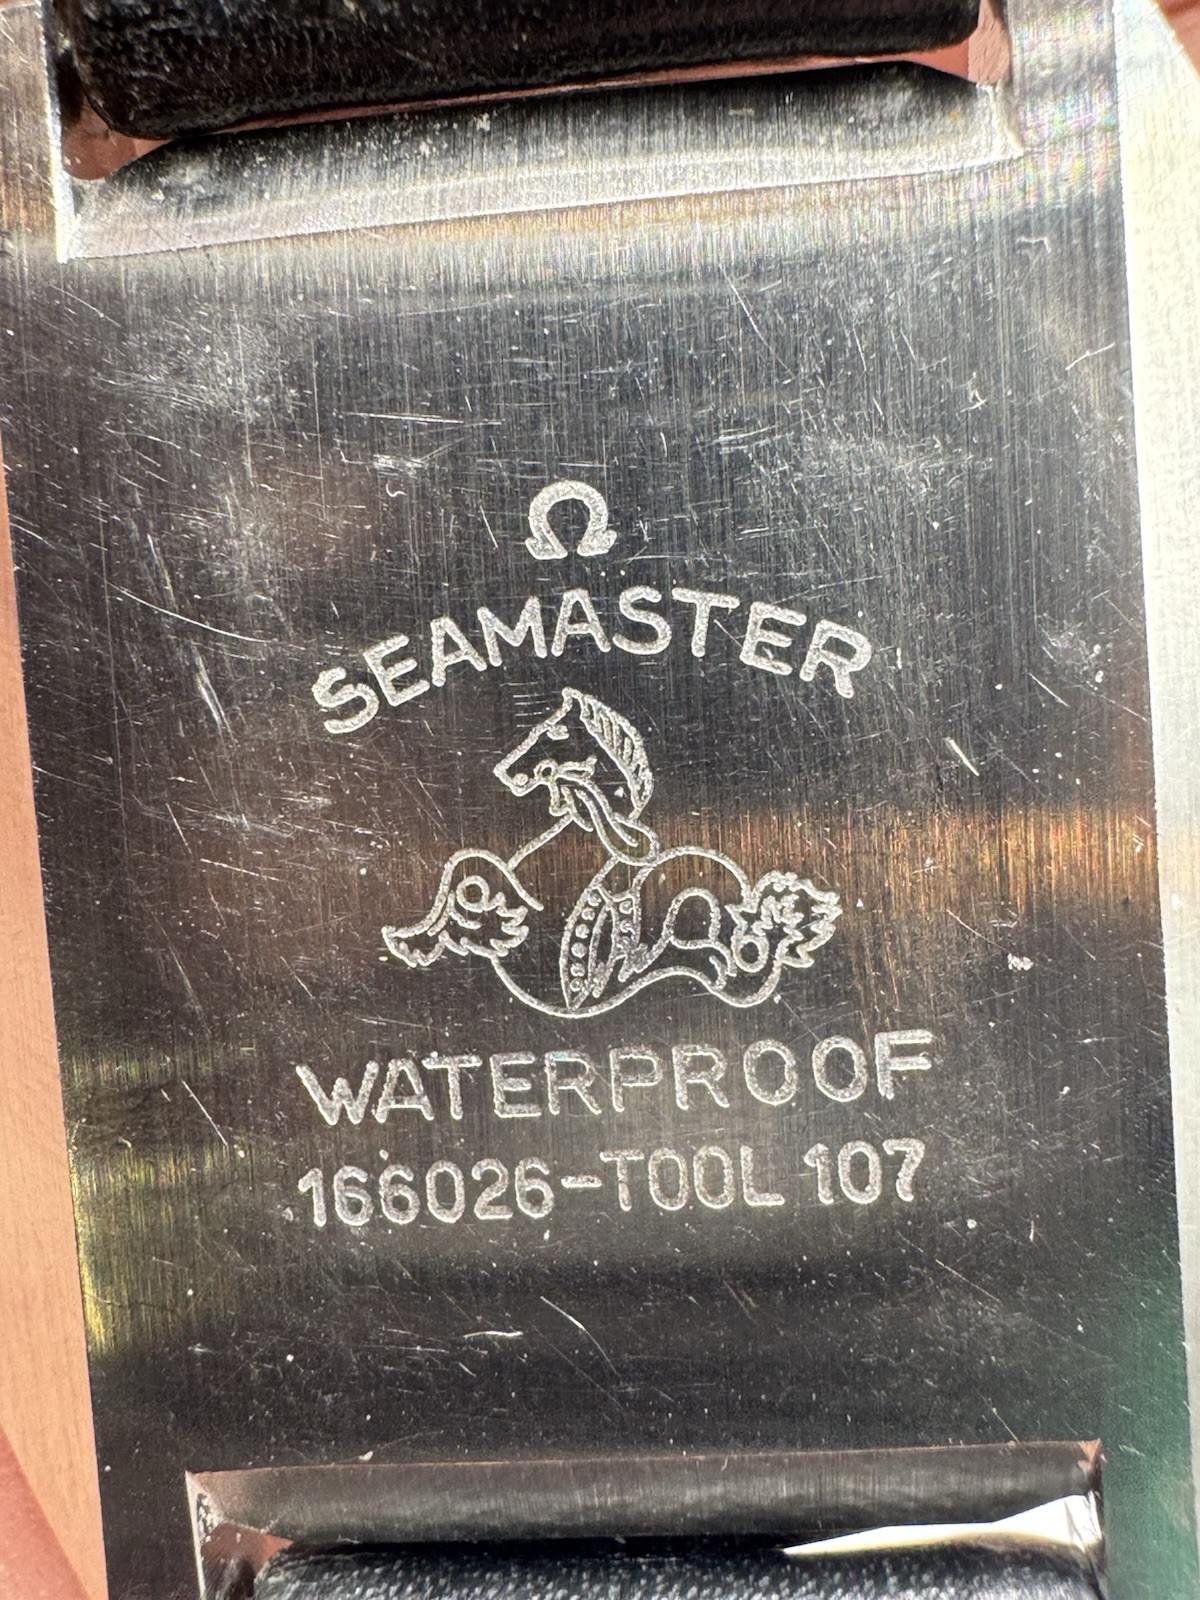 Ω
SEAMASTER
WATERPROOF
166026-TOOL 107